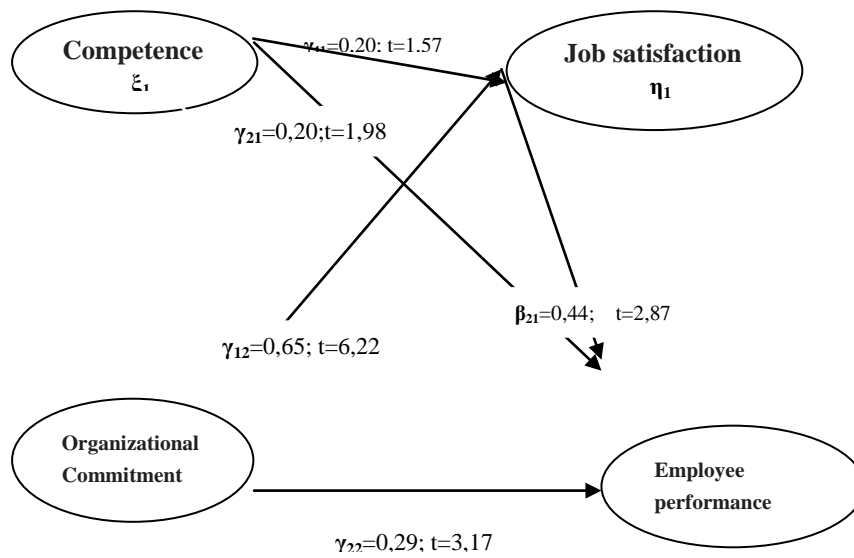 Competence
ξ₁
γ₁₁=0,20; t=1,57
Job satisfaction
η₁
γ₂₁=0,20;t=1,98
β₂₁=0,44; t=2,87
γ₁₂=0,65; t=6,22
Organizational
Commitment
Employee
performance
γ₂₂=0,29; t=3,17